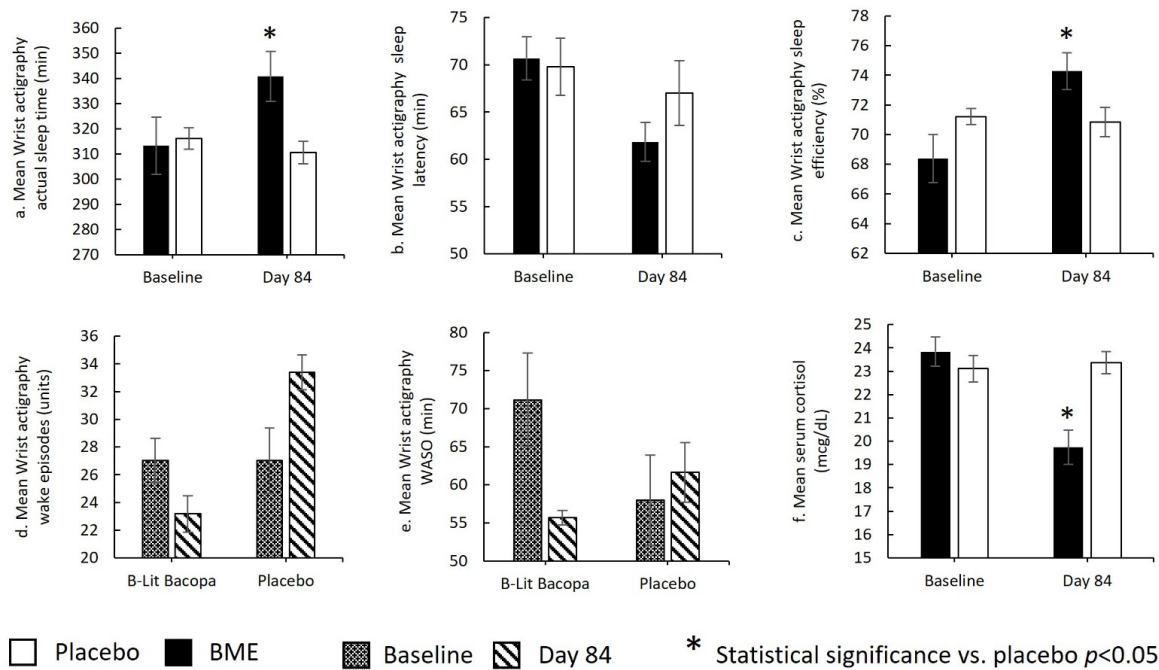 a. Mean Wrist actigraphy
actual sleep time (min)
360
350
340
330
320
310
300
290
280
270
*
Baseline
Day 84
b. Mean Wrist actigraphy sleep
latency (min)
75
70
65
60
55
50
Baseline
Day 84
c. Mean Wrist actigraphy sleep
efficiency (%)
78
76
74
72
70
68
66
64
62
*
Baseline
Day 84
d. Mean Wrist actigraphy
wake episodes (units)
36
34
32
30
28
26
24
22
20
B-Lit Bacopa
Placebo
e. Mean Wrist actigraphy
WASO (min)
80
75
70
65
60
55
50
B-Lit Bacopa
Placebo
f. Mean serum cortisol
(mcg/dL)
25
24
23
22
21
20
19
18
17
16
15
*
Baseline
Day 84
Placebo
BME
Baseline
Day 84
* Statistical significance vs. placebo p<0.05